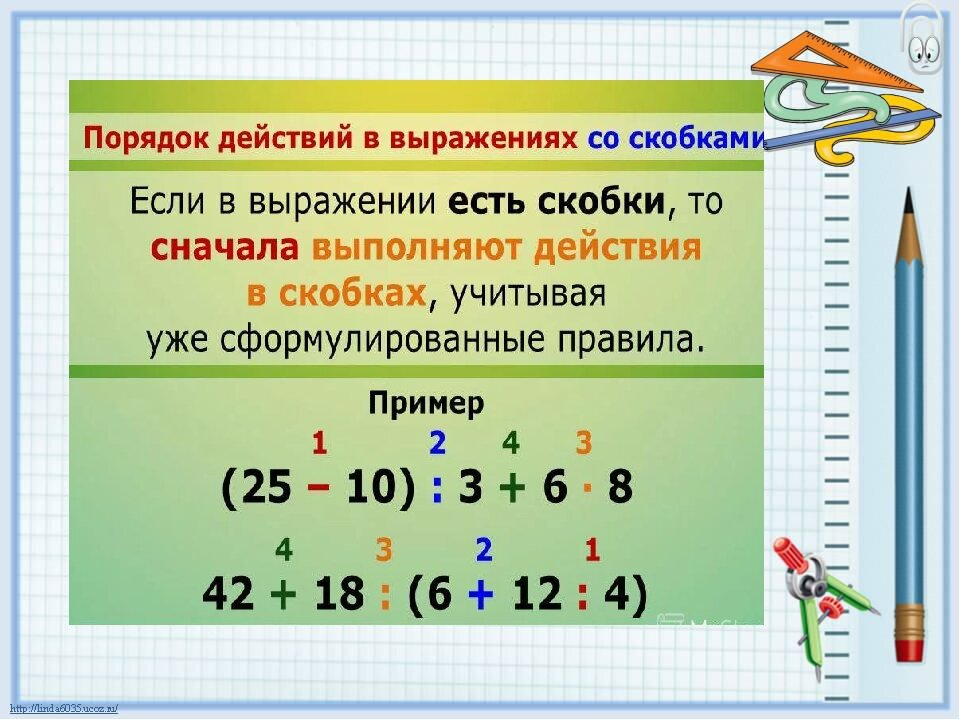 Порядок действий в выражениях со скобками
Если в выражении есть скобки, то
сначала выполняют действия
в скобках, учитывая
уже сформулированные правила.
Пример
1 2 4 3
(25 – 10) : 3 + 6 · 8
4 3 2 1
42 + 18 : (6 + 12 : 4)
http://linda6035.ucoz.ru/